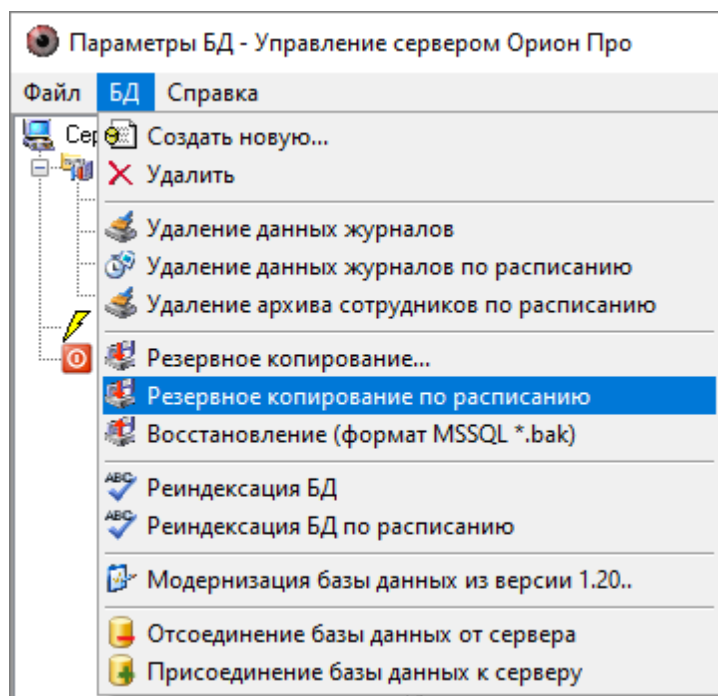 Параметры БД - Управление сервером Орион Про
Файл БД Справка
Создать новую...
Удалить
Удаление данных журналов
Удаление данных журналов по расписанию
Удаление архива сотрудников по расписанию
Резервное копирование...
Резервное копирование по расписанию
Восстановление (формат MSSQL *.bak)
Реиндексация БД
Реиндексация БД по расписанию
Модернизация базы данных из версии 1.20..
Отсоединение базы данных от сервера
Присоединение базы данных к серверу